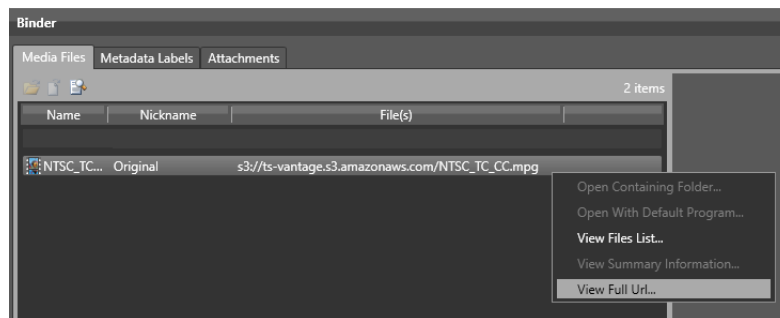 Binder
Media Files Metadata Labels Attachments
2 items
Name Nickname File(s)
NTSC_TC... Original s3://ts-vantage.s3.amazonaws.com/NTSC_TC_CC.mpg
Open Containing Folder...
Open With Default Program...
View Files List...
View Summary Information...
View Full Url...